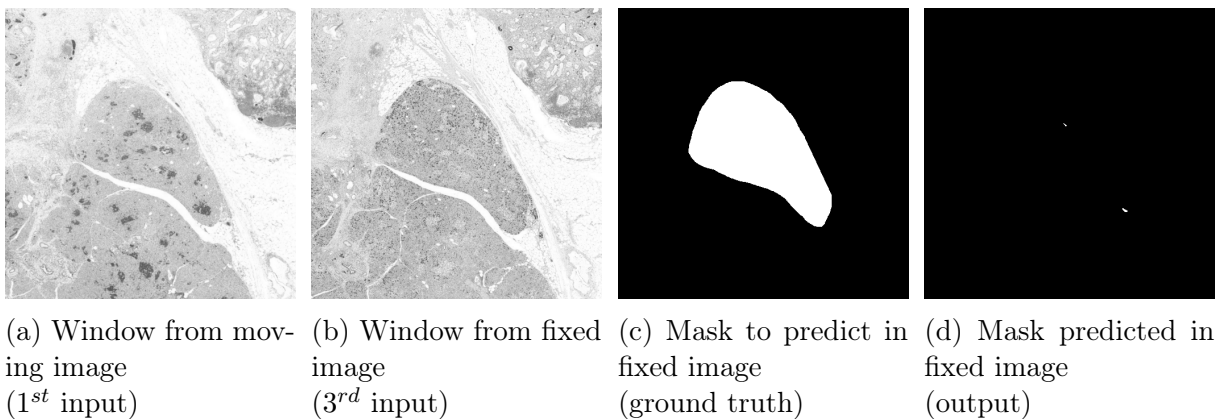 (a) Window from mov-
ing image
(1st input)
(b) Window from fixed
image
(3rd input)
(c) Mask to predict in
fixed image
(ground truth)
(d) Mask predicted in
fixed image
(output)